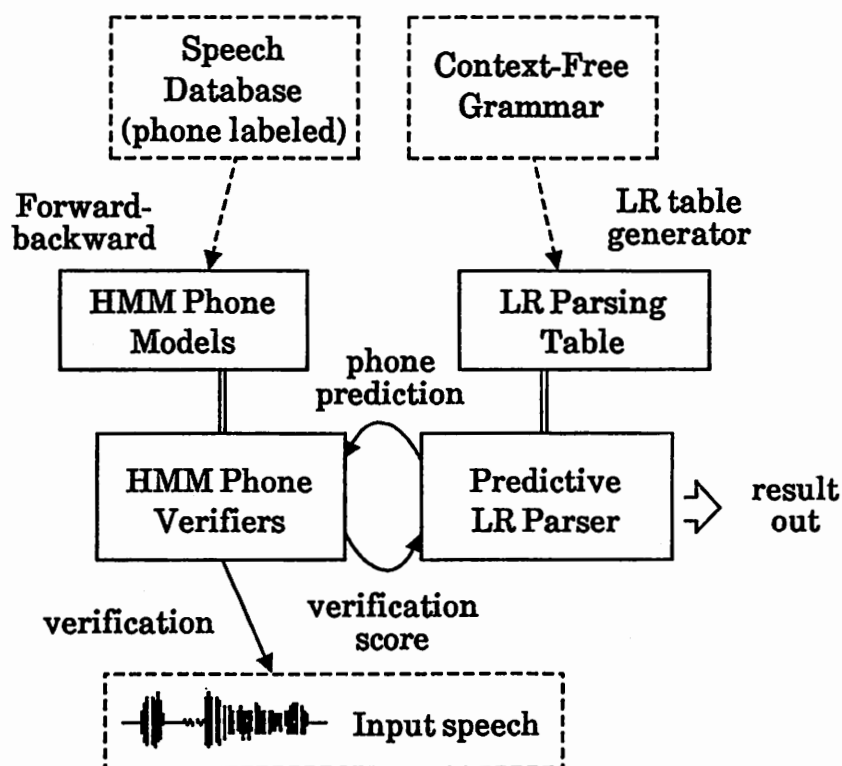 Speech
Database
(phone labeled)
Context-Free
Grammar
Forward-
backward
LR table
generator
HMM Phone
Models
LR Parsing
Table
phone
prediction
HMM Phone
Verifiers
Predictive
LR Parser
result
out
verification
verification
score
Input speech